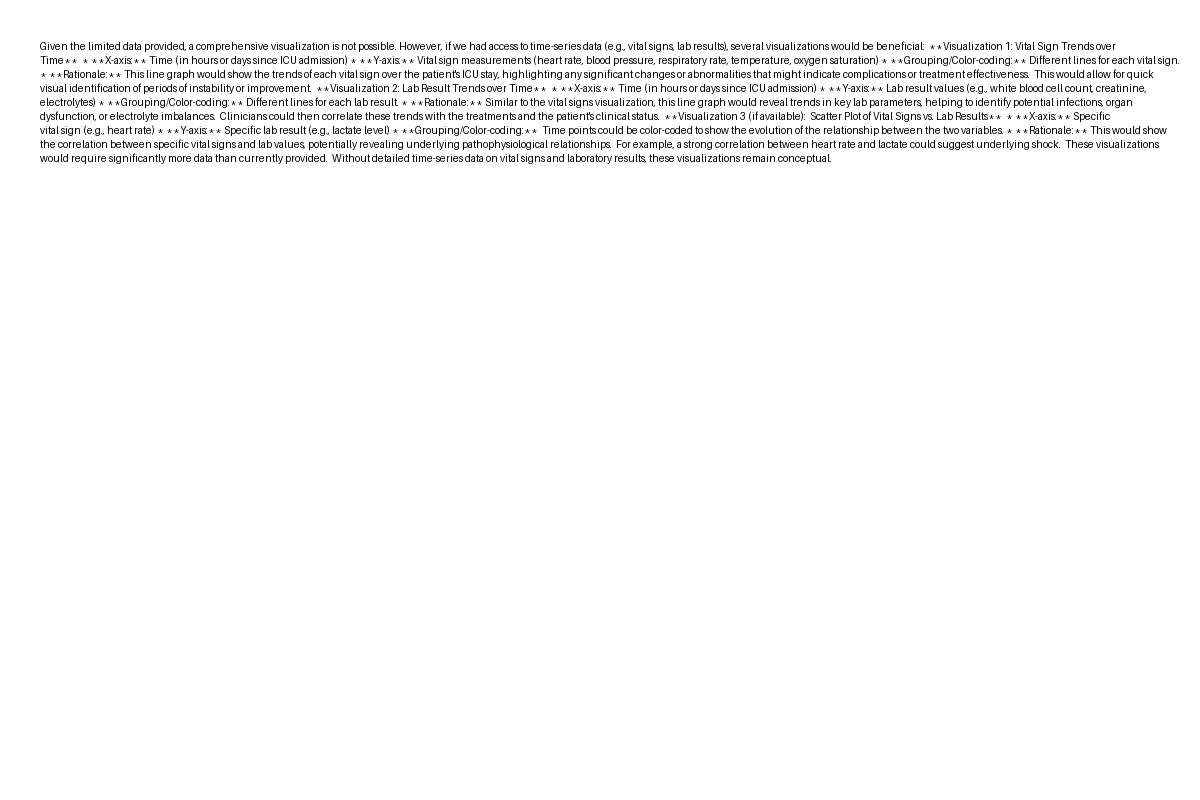 Given the limited data provided, a comprehensive visualization is not possible. However, if we had access to time-series data (e.g., vital signs, lab results), several visualizations would be beneficial:  **Visualization 1: Vital Sign Trends over
Time**  * **X-axis:** Time (in hours or days since ICU admission) * **Y-axis:** Vital sign measurements (heart rate, blood pressure, respiratory rate, temperature, oxygen saturation) * **Grouping/Color-coding:** Different lines for each vital sign.
* **Rationale:** This line graph would show the trends of each vital sign over the patient's ICU stay, highlighting any significant changes or abnormalities that might indicate complications or treatment effectiveness.  This would allow for quick
visual identification of periods of instability or improvement.  **Visualization 2: Lab Result Trends over Time**  * **X-axis:** Time (in hours or days since ICU admission) * **Y-axis:** Lab result values (e.g., white blood cell count, creatinine,
electrolytes) * **Grouping/Color-coding:** Different lines for each lab result. * **Rationale:** Similar to the vital signs visualization, this line graph would reveal trends in key lab parameters, helping to identify potential infections, organ
dysfunction, or electrolyte imbalances.  Clinicians could then correlate these trends with the treatments and the patient's clinical status.  **Visualization 3 (if available):  Scatter Plot of Vital Signs vs. Lab Results**  * **X-axis:** Specific
vital sign (e.g., heart rate) * **Y-axis:** Specific lab result (e.g., lactate level) * **Grouping/Color-coding:**  Time points could be color-coded to show the evolution of the relationship between the two variables. * **Rationale:** This would show
the correlation between specific vital signs and lab values, potentially revealing underlying pathophysiological relationships.  For example, a strong correlation between heart rate and lactate could suggest underlying shock.  These visualizations
would require significantly more data than currently provided.  Without detailed time-series data on vital signs and laboratory results, these visualizations remain conceptual.